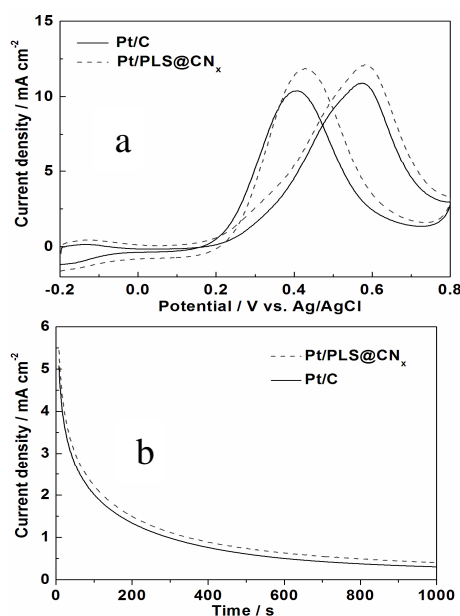 15
10
5
0
Current density / mA cm⁻²
Pt/C
Pt/PLS@CNₓ
a
-0.2 0.0 0.2 0.4 0.6 0.8
Potential / V vs. Ag/AgCl
6
5
4
3
2
1
0
Current density / mA cm⁻²
Pt/PLS@CNₓ
Pt/C
b
0 200 400 600 800 1000
Time / s